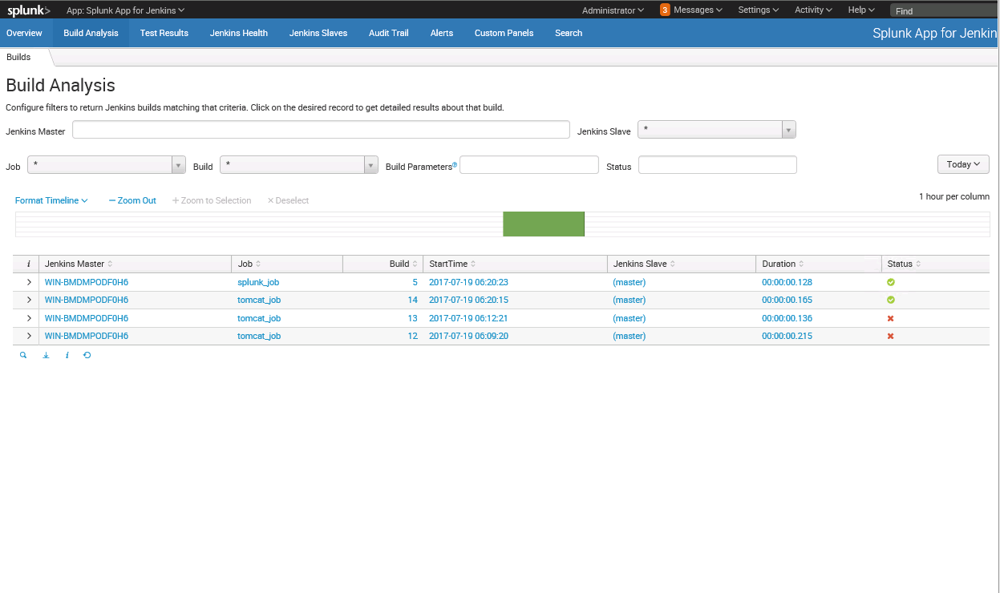 splunk> App: Splunk App for Jenkins Administrator 3 Messages Settings Activity Help Find
Overview Build Analysis Test Results Jenkins Health Jenkins Slaves Audit Trail Alerts Custom Panels Search Splunk App for Jenkin
Builds
Build Analysis
Configure filters to return Jenkins builds matching that criteria. Click on the desired record to get detailed results about that build.
Jenkins Master Jenkins Slave *
Job * Build * Build Parameters? Status Today
Format Timeline — Zoom Out + Zoom to Selection × Deselect 1 hour per column
i Jenkins Master Job Build StartTime Jenkins Slave Duration Status
> WIN-BMDMPODF0H6 splunk_job 5 2017-07-19 06:20:23 (master) 00:00:00.128
> WIN-BMDMPODF0H6 tomcat_job 14 2017-07-19 06:20:15 (master) 00:00:00.165
> WIN-BMDMPODF0H6 tomcat_job 13 2017-07-19 06:12:21 (master) 00:00:00.136
> WIN-BMDMPODF0H6 tomcat_job 12 2017-07-19 06:09:20 (master) 00:00:00.215
i